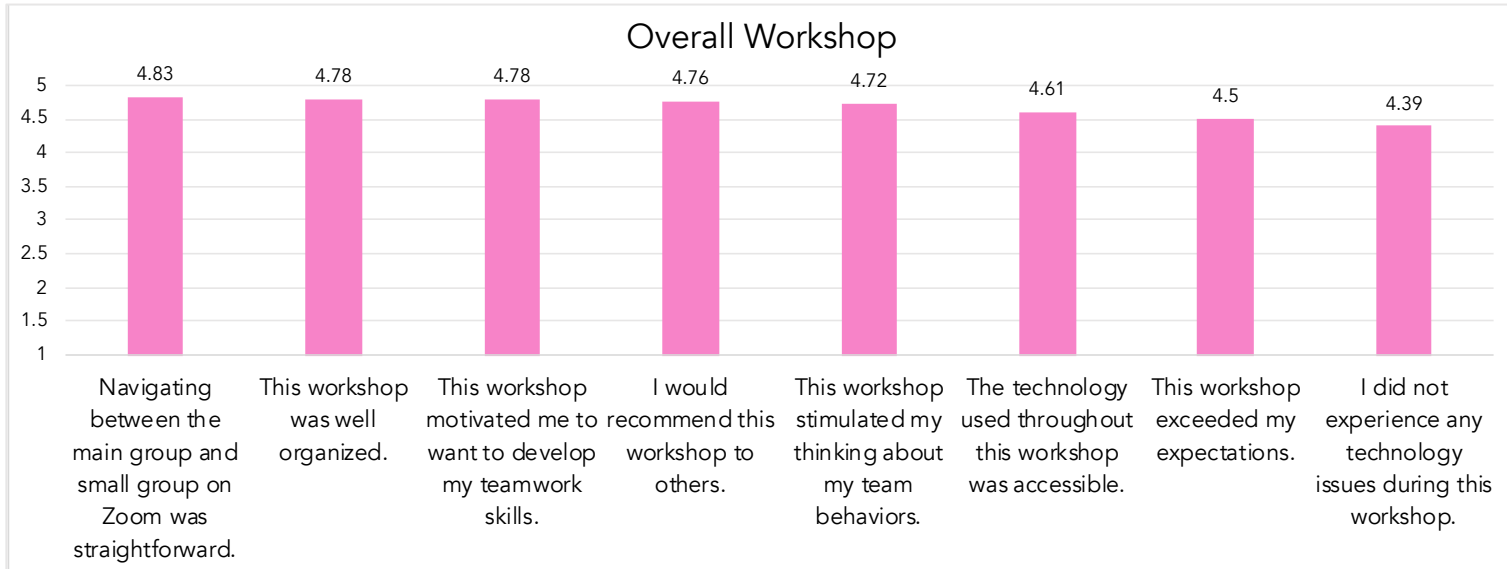 Overall Workshop
4.83
4.78
4.78
4.76
4.72
4.61
4.5
4.39
5
4.5
4
3.5
3
2.5
2
1.5
1
Navigating
between the
main group and
small group on
Zoom was
straightforward.
This workshop
was well
organized.
This workshop
motivated me to
want to develop
my teamwork
skills.
I would
recommend this
workshop to
others.
This workshop
stimulated my
thinking about
my team
behaviors.
The technology
used throughout
this workshop
was accessible.
This workshop
exceeded my
expectations.
I did not
experience any
technology
issues during this
workshop.